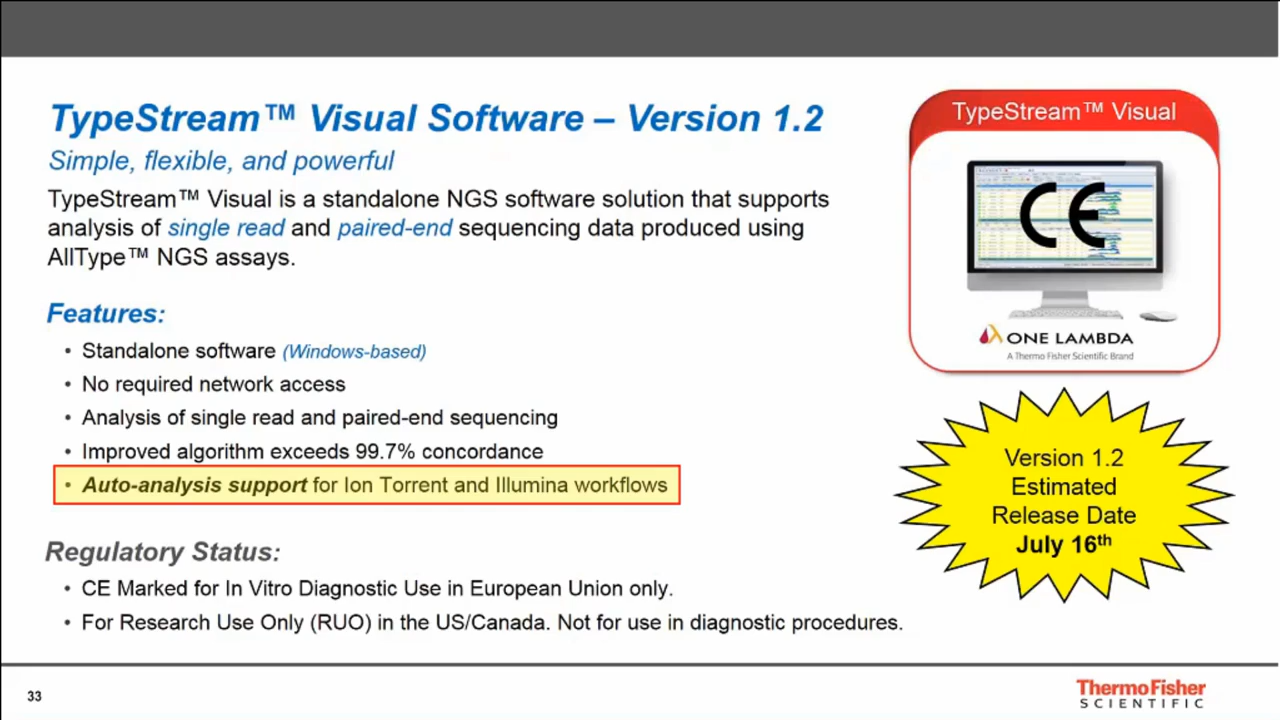 TypeStream™ Visual Software – Version 1.2
Simple, flexible, and powerful
TypeStream™ Visual is a standalone NGS software solution that supports
analysis of single read and paired-end sequencing data produced using
AllType™ NGS assays.
Features:
• Standalone software (Windows-based)
• No required network access
• Analysis of single read and paired-end sequencing
• Improved algorithm exceeds 99.7% concordance
• Auto-analysis support for Ion Torrent and Illumina workflows
Regulatory Status:
• CE Marked for In Vitro Diagnostic Use in European Union only.
• For Research Use Only (RUO) in the US/Canada. Not for use in diagnostic procedures.
TypeStream™ Visual
CE
ONE LAMBDA
A Thermo Fisher Scientific Brand
Version 1.2
Estimated
Release Date
July 16th
33
ThermoFisher
SCIENTIFIC